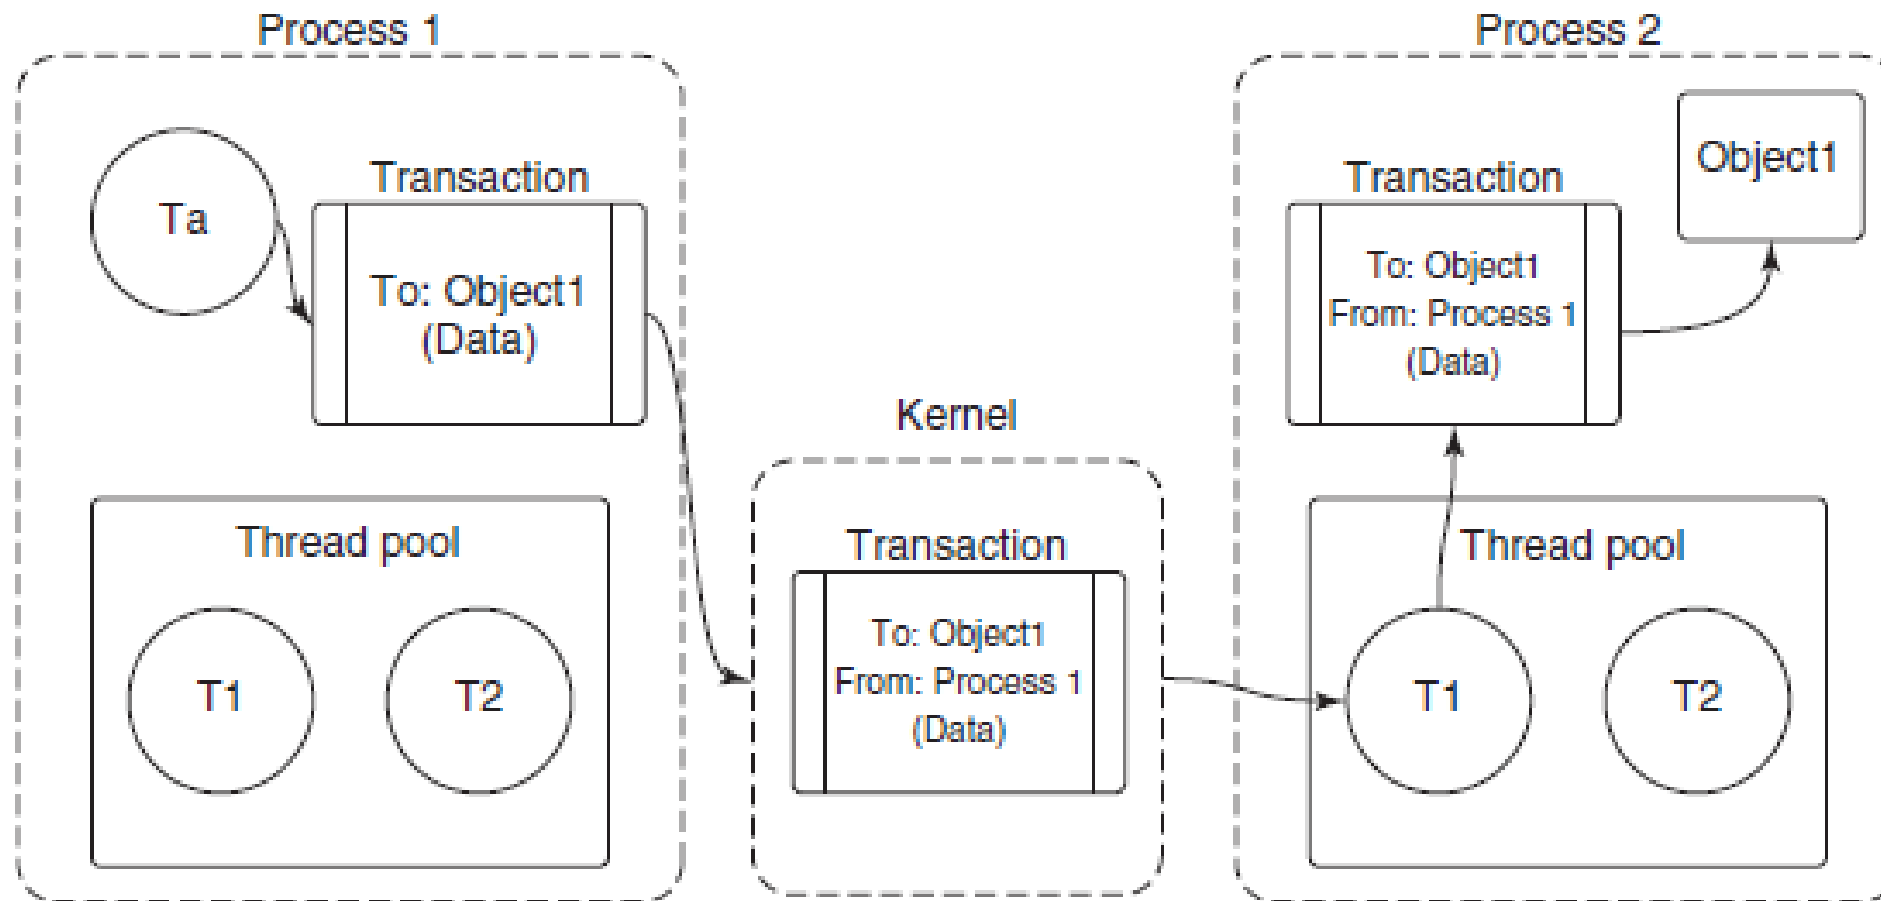 Process 1
Ta
Transaction
To: Object1
(Data)
Thread pool
T1
T2
Kernel
Transaction
To: Object1
From: Process 1
(Data)
Process 2
Object1
Transaction
To: Object1
From: Process 1
(Data)
Thread pool
T1
T2